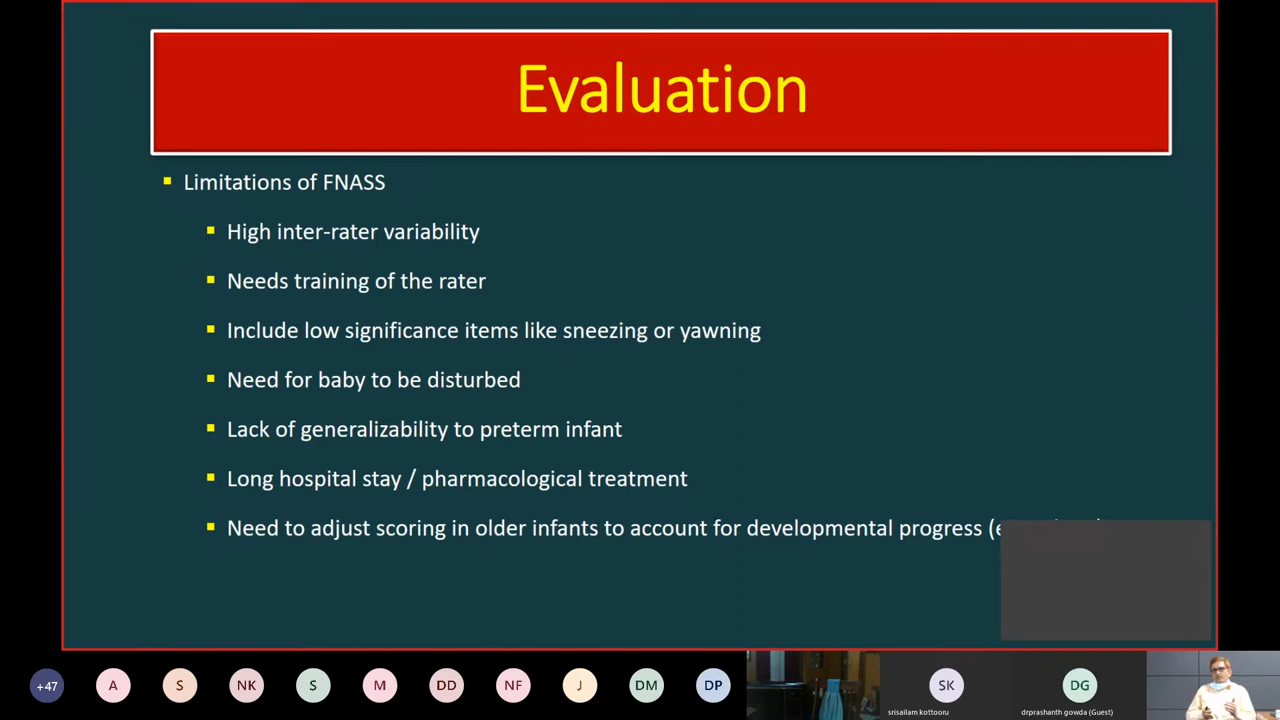 Evaluation
Limitations of FNASS
High inter-rater variability
Needs training of the rater
Include low significance items like sneezing or yawning
Need for baby to be disturbed
Lack of generalizability to preterm infant
Long hospital stay / pharmacological treatment
Need to adjust scoring in older infants to account for developmental progress
+47 A S NK S M DD NF J DM DP SK DG
srisailam kottooru drprashanth gowda (Guest)